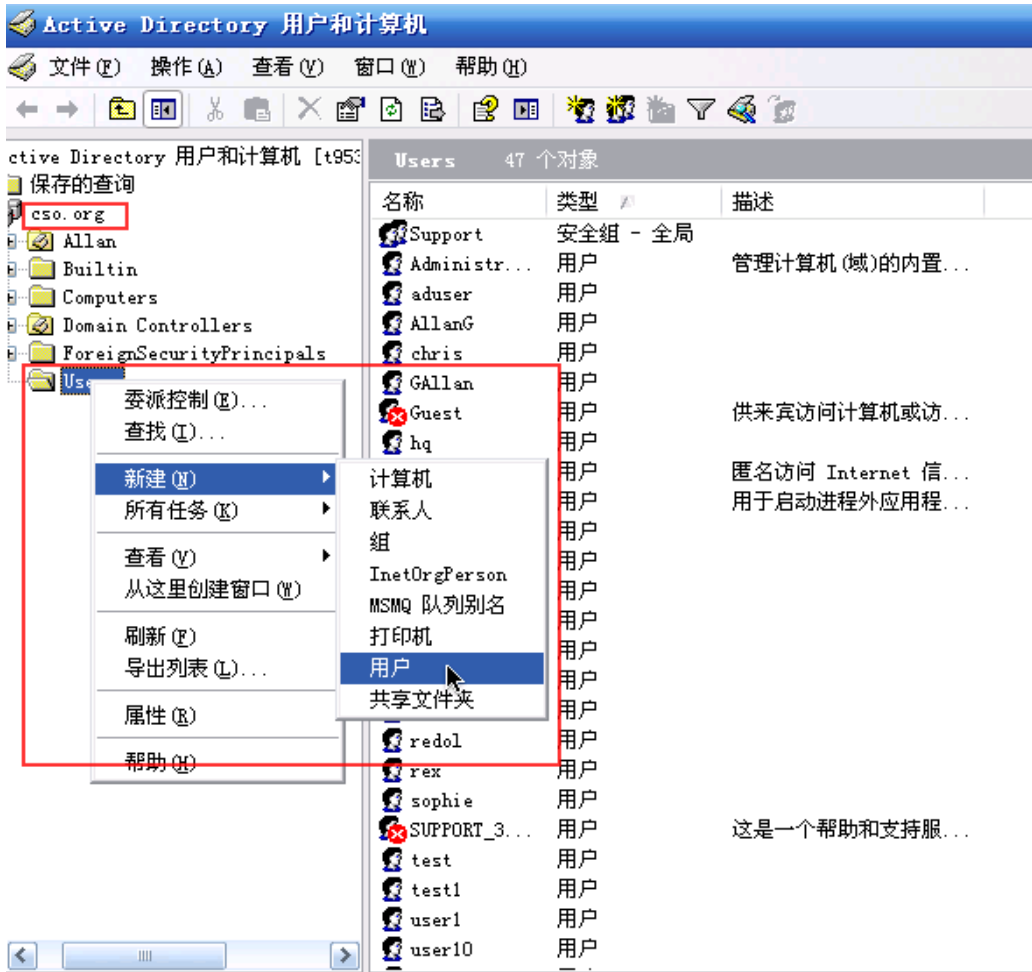 Active Directory 用户和计算机
文件(F) 操作(A) 查看(V) 窗口(W) 帮助(H)
ctive Directory 用户和计算机 [t953
保存的查询
cso.org
Allan
Builtin
Computers
Domain Controllers
ForeignSecurityPrincipals
Use
委派控制(E)...
查找(I)...
新建(N)
所有任务(K)
查看(V)
从这里创建窗口(W)
刷新(F)
导出列表(L)...
属性(R)
帮助(H)
计算机
联系人
组
InetOrgPerson
MSMQ 队列别名
打印机
用户
共享文件夹
Users 47 个对象
名称 类型 描述
Support 安全组 - 全局
Administr... 用户 管理计算机(域)的内置...
aduser 用户
AllanG 用户
chris 用户
GAllan 用户
Guest 用户 供来宾访问计算机或访...
hq 用户
用户 匿名访问 Internet 信...
用户 用于启动进程外应用程...
用户
用户
用户
用户
用户
用户
redol 用户
rex 用户
sophie 用户
SUPPORT_3... 用户 这是一个帮助和支持服...
test 用户
test1 用户
user1 用户
user10 用户